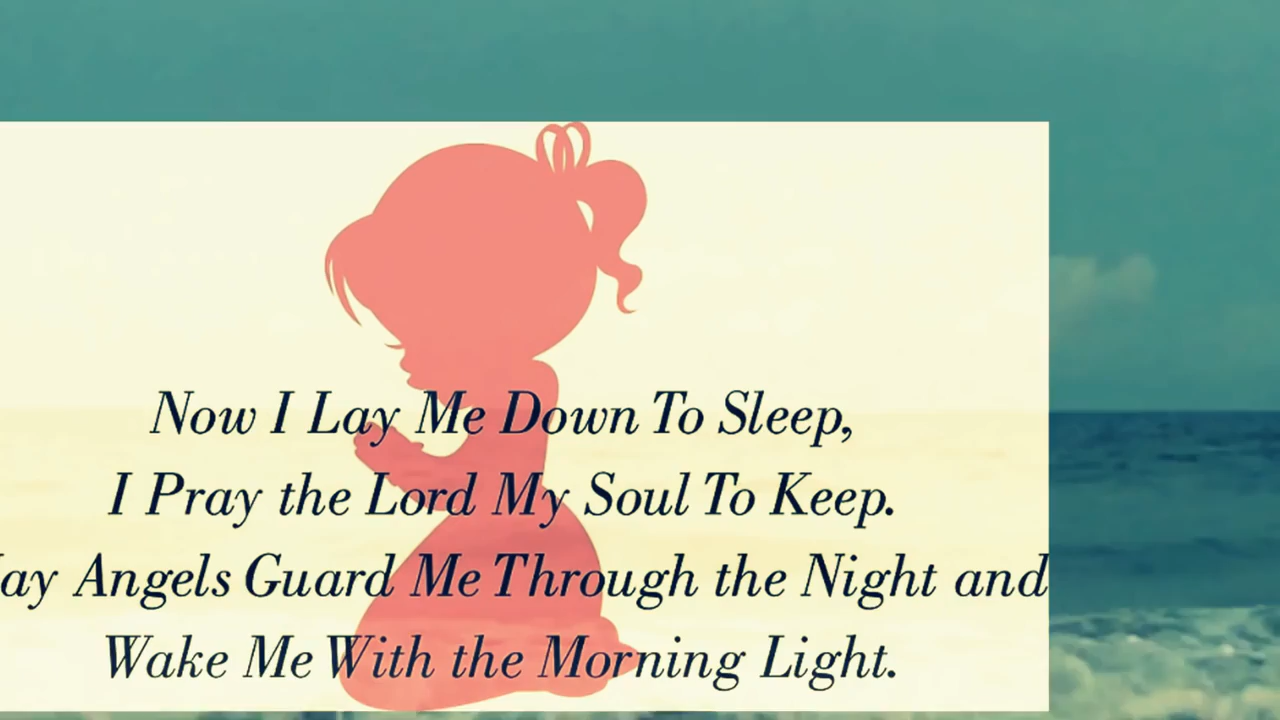 Now I Lay Me Down To Sleep,
I Pray the Lord My Soul To Keep.
ay Angels Guard Me Through the Night and
Wake Me With the Morning Light.